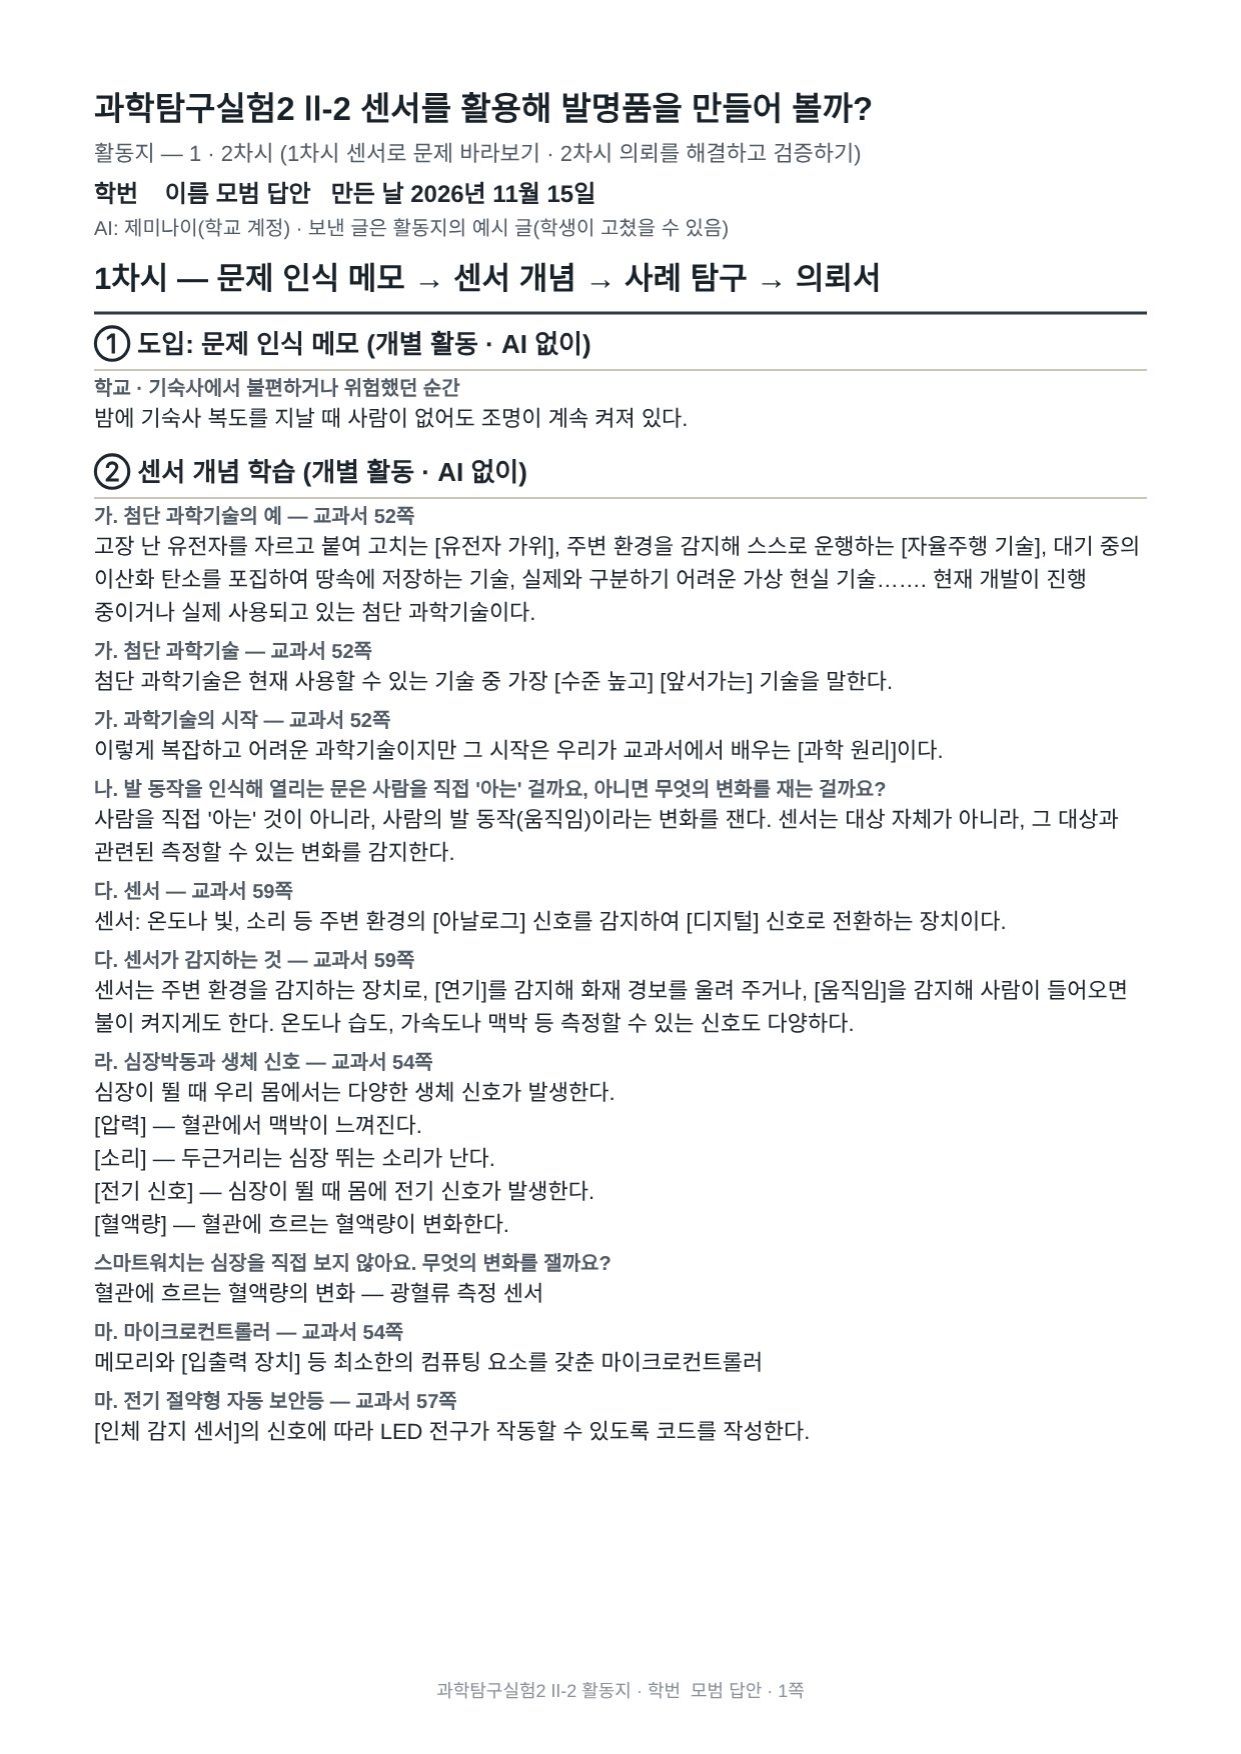 과학탐구실험2 II-2 센서를 활용해 발명품을 만들어 볼까?
활동지 — 1 · 2차시 (1차시 센서로 문제 바라보기 · 2차시 의뢰를 해결하고 검증하기)
학번 이름 모범 답안 만든 날 2026년 11월 15일
AI: 제미나이(학교 계정) · 보낸 글은 활동지의 예시 글(학생이 고쳤을 수 있음)
1차시 — 문제 인식 메모 → 센서 개념 → 사례 탐구 → 의뢰서
① 도입: 문제 인식 메모 (개별 활동 · AI 없이)
학교 · 기숙사에서 불편하거나 위험했던 순간
밤에 기숙사 복도를 지날 때 사람이 없어도 조명이 계속 켜져 있다.
② 센서 개념 학습 (개별 활동 · AI 없이)
가. 첨단 과학기술의 예 — 교과서 52쪽
고장 난 유전자를 자르고 붙여 고치는 [유전자 가위], 주변 환경을 감지해 스스로 운행하는 [자율주행 기술], 대기 중의
이산화 탄소를 포집하여 땅속에 저장하는 기술, 실제와 구분하기 어려운 가상 현실 기술……. 현재 개발이 진행
중이거나 실제 사용되고 있는 첨단 과학기술이다.
가. 첨단 과학기술 — 교과서 52쪽
첨단 과학기술은 현재 사용할 수 있는 기술 중 가장 [수준 높고] [앞서가는] 기술을 말한다.
가. 과학기술의 시작 — 교과서 52쪽
이렇게 복잡하고 어려운 과학기술이지만 그 시작은 우리가 교과서에서 배우는 [과학 원리]이다.
나. 발 동작을 인식해 열리는 문은 사람을 직접 '아는' 걸까요, 아니면 무엇의 변화를 재는 걸까요?
사람을 직접 '아는' 것이 아니라, 사람의 발 동작(움직임)이라는 변화를 잰다. 센서는 대상 자체가 아니라, 그 대상과
관련된 측정할 수 있는 변화를 감지한다.
다. 센서 — 교과서 59쪽
센서: 온도나 빛, 소리 등 주변 환경의 [아날로그] 신호를 감지하여 [디지털] 신호로 전환하는 장치이다.
다. 센서가 감지하는 것 — 교과서 59쪽
센서는 주변 환경을 감지하는 장치로, [연기]를 감지해 화재 경보를 울려 주거나, [움직임]을 감지해 사람이 들어오면
불이 켜지게도 한다. 온도나 습도, 가속도나 맥박 등 측정할 수 있는 신호도 다양하다.
라. 심장박동과 생체 신호 — 교과서 54쪽
심장이 뛸 때 우리 몸에서는 다양한 생체 신호가 발생한다.
[압력] — 혈관에서 맥박이 느껴진다.
[소리] — 두근거리는 심장 뛰는 소리가 난다.
[전기 신호] — 심장이 뛸 때 몸에 전기 신호가 발생한다.
[혈액량] — 혈관에 흐르는 혈액량이 변화한다.
스마트워치는 심장을 직접 보지 않아요. 무엇의 변화를 잴까요?
혈관에 흐르는 혈액량의 변화 — 광혈류 측정 센서
마. 마이크로컨트롤러 — 교과서 54쪽
메모리와 [입출력 장치] 등 최소한의 컴퓨팅 요소를 갖춘 마이크로컨트롤러
마. 전기 절약형 자동 보안등 — 교과서 57쪽
[인체 감지 센서]의 신호에 따라 LED 전구가 작동할 수 있도록 코드를 작성한다.
과학탐구실험2 II-2 활동지 · 학번 모범 답안 · 1쪽